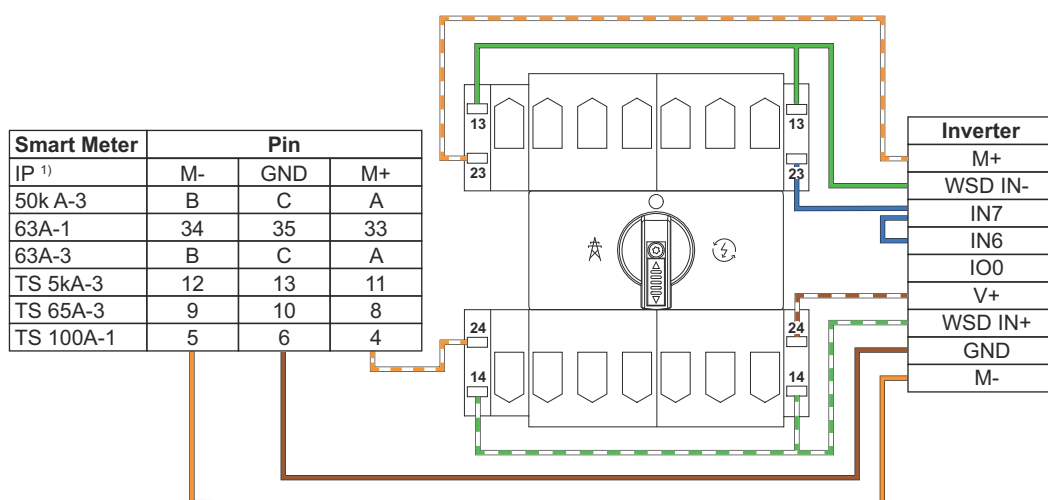 Smart Meter Pin
IP 1) M- GND M+
50k A-3 B C A
63A-1 34 35 33
63A-3 B C A
TS 5kA-3 12 13 11
TS 65A-3 9 10 8
TS 100A-1 5 6 4
13
13
23
23
24
24
14
14
Inverter
M+
WSD IN-
IN7
IN6
IO0
V+
WSD IN+
GND
M-